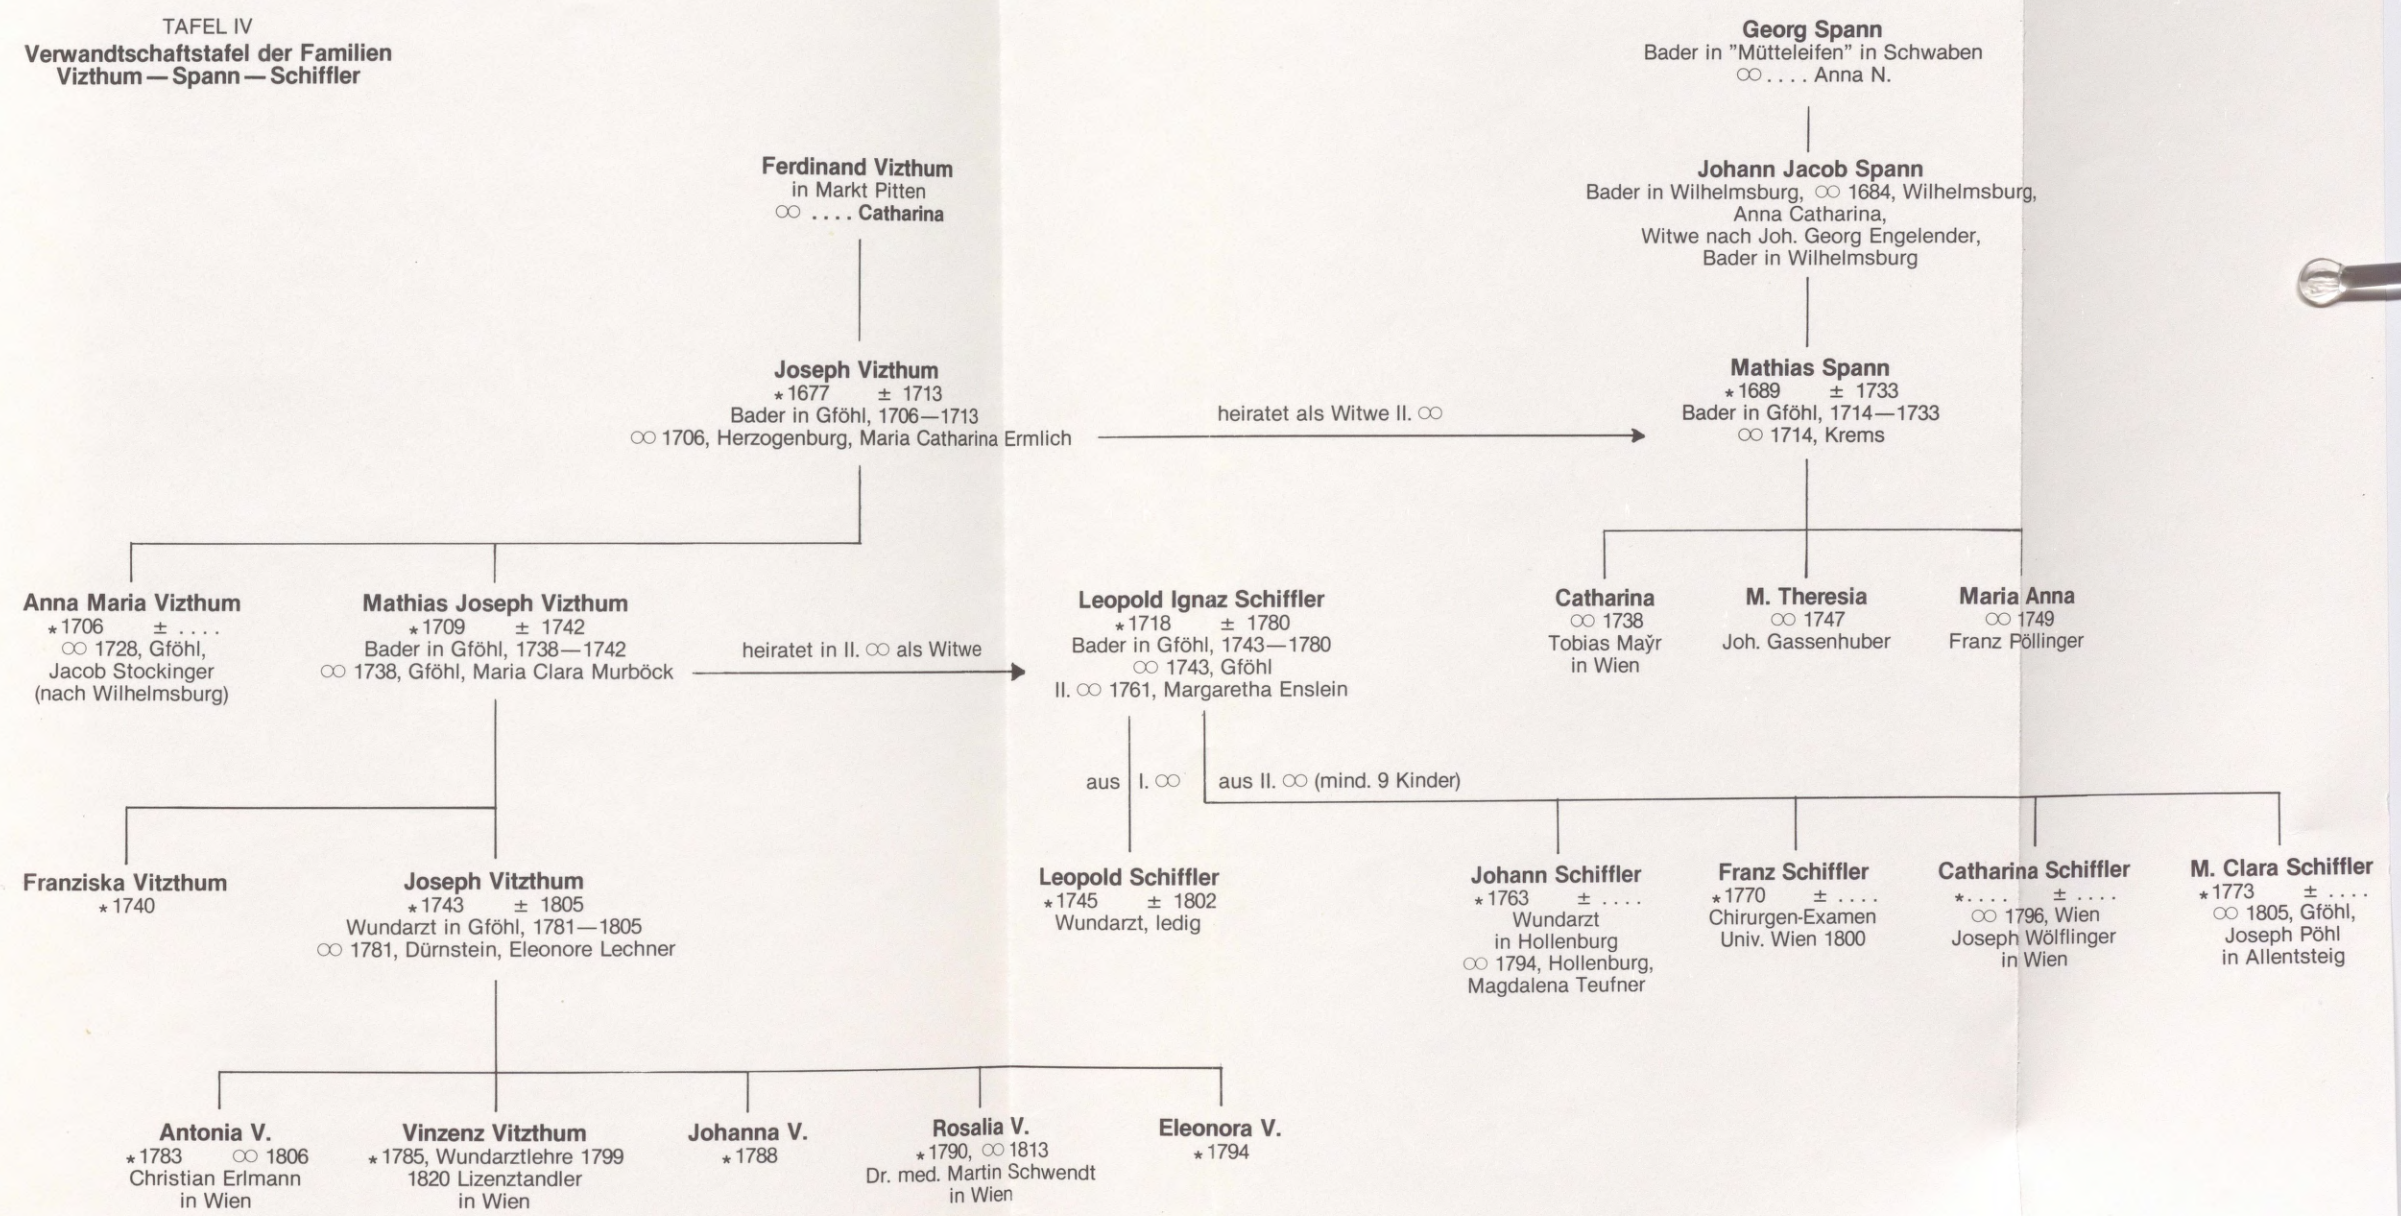 TAFEL IV
Verwandtschaftstafel der Familien
Vizthum — Spann — Schiffler
Georg Spann
Bader in "Mütteleifen" in Schwaben
∞ . . . . Anna N.
Ferdinand Vizthum
in Markt Pitten
∞ . . . . Catharina
Johann Jacob Spann
Bader in Wilhelmsburg, ∞ 1684, Wilhelmsburg,
Anna Catharina,
Witwe nach Joh. Georg Engelender,
Bader in Wilhelmsburg
Joseph Vizthum
* 1677 ± 1713
Bader in Gföhl, 1706—1713
∞ 1706, Herzogenburg, Maria Catharina Ermlich
heiratet als Witwe II. ∞
Mathias Spann
* 1689 ± 1733
Bader in Gföhl, 1714—1733
∞ 1714, Krems
Anna Maria Vizthum
* 1706 ± . . . .
∞ 1728, Gföhl,
Jacob Stockinger
(nach Wilhelmsburg)
Mathias Joseph Vizthum
* 1709 ± 1742
Bader in Gföhl, 1738—1742
∞ 1738, Gföhl, Maria Clara Murböck
heiratet in II. ∞ als Witwe
Leopold Ignaz Schiffler
* 1718 ± 1780
Bader in Gföhl, 1743—1780
∞ 1743, Gföhl
II. ∞ 1761, Margaretha Enslein
Catharina
∞ 1738
Tobias Maÿr
in Wien
M. Theresia
∞ 1747
Joh. Gassenhuber
Maria Anna
∞ 1749
Franz Pöllinger
aus I. ∞
aus II. ∞ (mind. 9 Kinder)
Franziska Vitzthum
* 1740
Joseph Vitzthum
* 1743 ± 1805
Wundarzt in Gföhl, 1781—1805
∞ 1781, Dürnstein, Eleonore Lechner
Leopold Schiffler
* 1745 ± 1802
Wundarzt, ledig
Johann Schiffler
* 1763 ± . . . .
Wundarzt
in Hollenburg
∞ 1794, Hollenburg,
Magdalena Teufner
Franz Schiffler
* 1770 ± . . . .
Chirurgen-Examen
Univ. Wien 1800
Catharina Schiffler
* . . . . ± . . . .
∞ 1796, Wien
Joseph Wölflinger
in Wien
M. Clara Schiffler
* 1773 ± . . . .
∞ 1805, Gföhl,
Joseph Pöhl
in Allentsteig
Antonia V.
* 1783 ∞ 1806
Christian Erlmann
in Wien
Vinzenz Vitzthum
* 1785, Wundarztlehre 1799
1820 Lizenztandler
in Wien
Johanna V.
* 1788
Rosalia V.
* 1790, ∞ 1813
Dr. med. Martin Schwendt
in Wien
Eleonora V.
* 1794